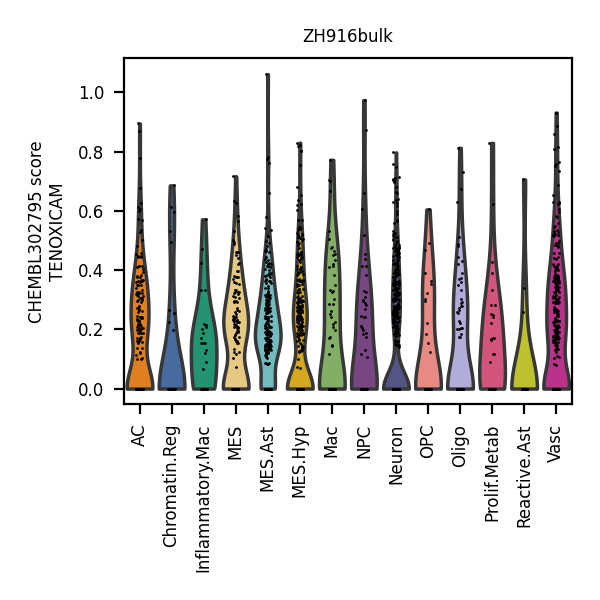 ZH916bulk
CHEMBL302795 score
TENOXICAM
1.0
0.8
0.6
0.4
0.2
0.0
AC
Chromatin.Reg
Inflammatory.Mac
MES
MES.Ast
MES.Hyp
Mac
NPC
Neuron
OPC
Oligo
Prolif.Metab
Reactive.Ast
Vasc